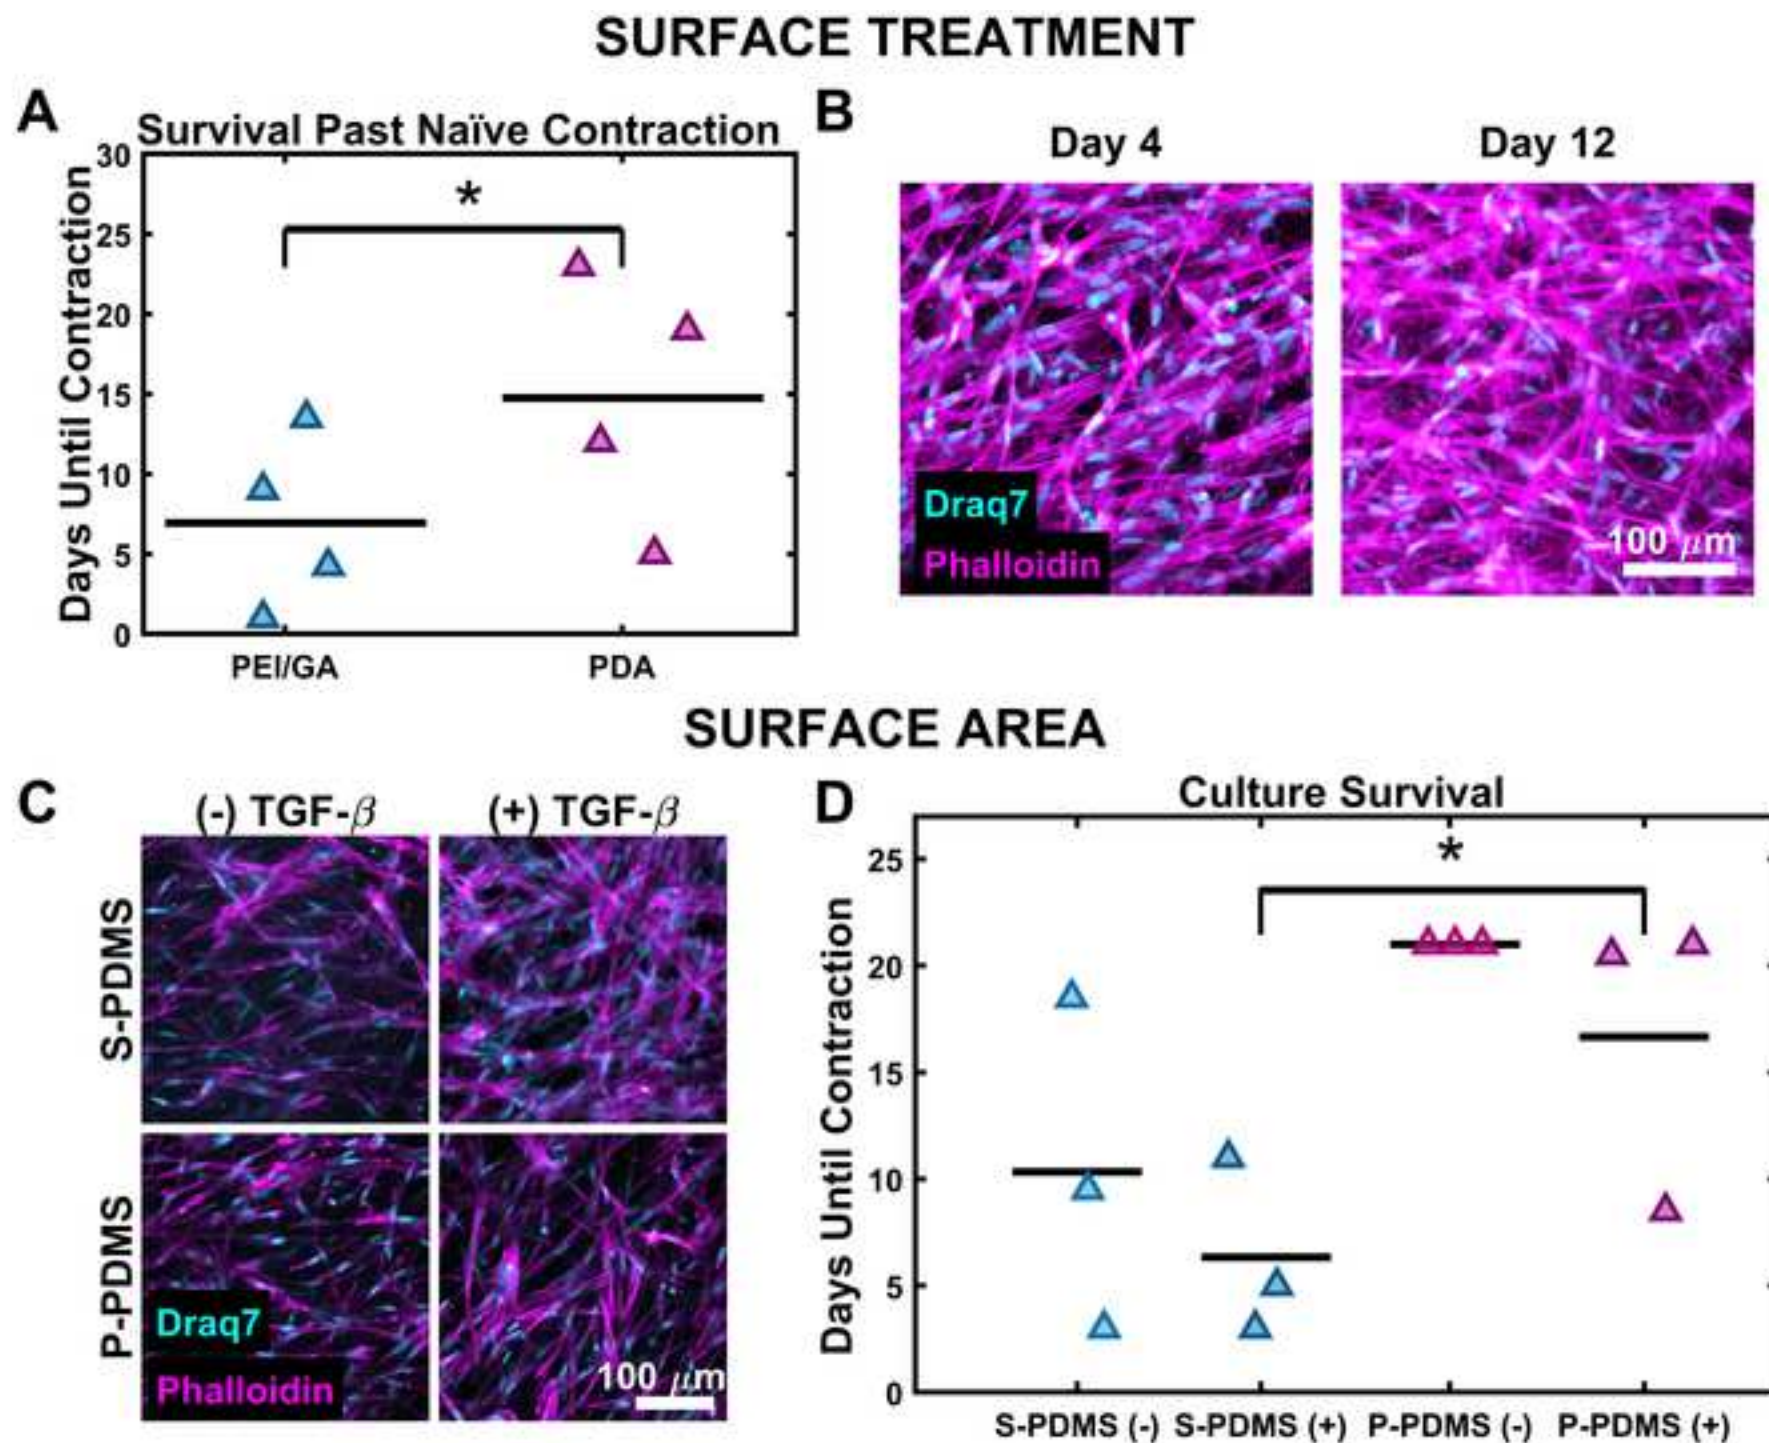 SURFACE TREATMENT
A
Survival Past Naïve Contraction
Days Until Contraction
30
25
20
15
10
5
0
*
PEI/GA
PDA
B
Day 4
Day 12
Draq7
Phalloidin
100 μm
SURFACE AREA
C
(-) TGF-β
(+) TGF-β
S-PDMS
P-PDMS
Draq7
Phalloidin
100 μm
D
Culture Survival
Days Until Contraction
25
20
15
10
5
0
*
S-PDMS (-)
S-PDMS (+)
P-PDMS (-)
P-PDMS (+)